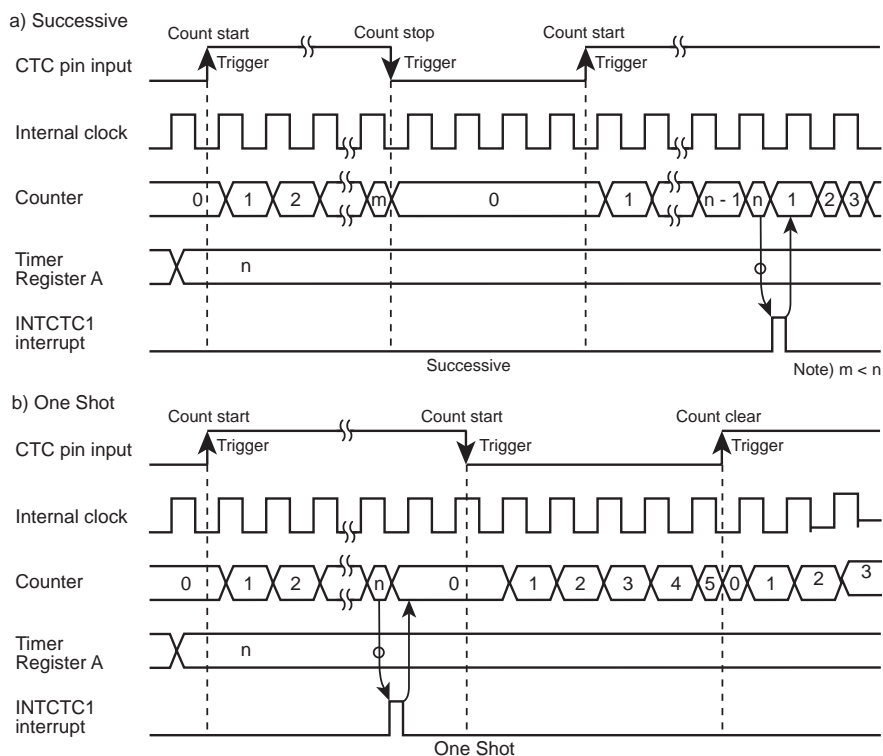 a) Successive
Count start Count stop Count start
CTC pin input Trigger Trigger Trigger
Internal clock
Counter 0 1 2 m 0 1 n - 1 n 1 2 3
Timer
Register A n
INTCTC1
interrupt
Successive Note) m < n
b) One Shot
Count start Count start Count clear
CTC pin input Trigger Trigger Trigger
Internal clock
Counter 0 1 2 n 0 1 2 3 4 5 0 1 2 3
Timer
Register A n
INTCTC1
interrupt
One Shot